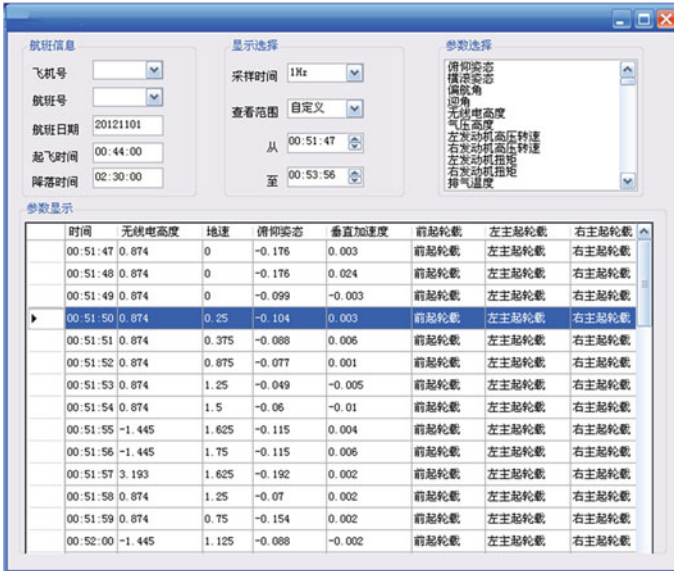 航班信息
飞机号
航班号
航班日期 20121101
起飞时间 00:44:00
降落时间 02:30:00
显示选择
采样时间 1Hz
查看范围 自定义
从 00:51:47
至 00:53:56
参数选择
俯仰姿态
横滚姿态
偏航角
迎角
无线电高度
气压高度
左发动机高压转速
右发动机高压转速
左发动机扭矩
右发动机扭矩
排气温度
参数显示
时间 无线电高度 地速 俯仰姿态 垂直加速度 前起轮载 左主起轮载 右主起轮载
00:51:47 0.874 0 -0.176 0.003 前起轮载 左主起轮载 右主起轮载
00:51:48 0.874 0 -0.176 0.024 前起轮载 左主起轮载 右主起轮载
00:51:49 0.874 0 -0.099 -0.003 前起轮载 左主起轮载 右主起轮载
00:51:50 0.874 0.25 -0.104 0.003 前起轮载 左主起轮载 右主起轮载
00:51:51 0.874 0.375 -0.088 0.006 前起轮载 左主起轮载 右主起轮载
00:51:52 0.874 0.875 -0.077 0.001 前起轮载 左主起轮载 右主起轮载
00:51:53 0.874 1.25 -0.049 -0.005 前起轮载 左主起轮载 右主起轮载
00:51:54 0.874 1.5 -0.06 -0.01 前起轮载 左主起轮载 右主起轮载
00:51:55 -1.445 1.625 -0.115 0.004 前起轮载 左主起轮载 右主起轮载
00:51:56 -1.445 1.75 -0.115 0.006 前起轮载 左主起轮载 右主起轮载
00:51:57 3.193 1.625 -0.192 0.002 前起轮载 左主起轮载 右主起轮载
00:51:58 0.874 1.25 -0.07 0.002 前起轮载 左主起轮载 右主起轮载
00:51:59 0.874 0.75 -0.154 0.002 前起轮载 左主起轮载 右主起轮载
00:52:00 -1.445 1.125 -0.088 -0.002 前起轮载 左主起轮载 右主起轮载